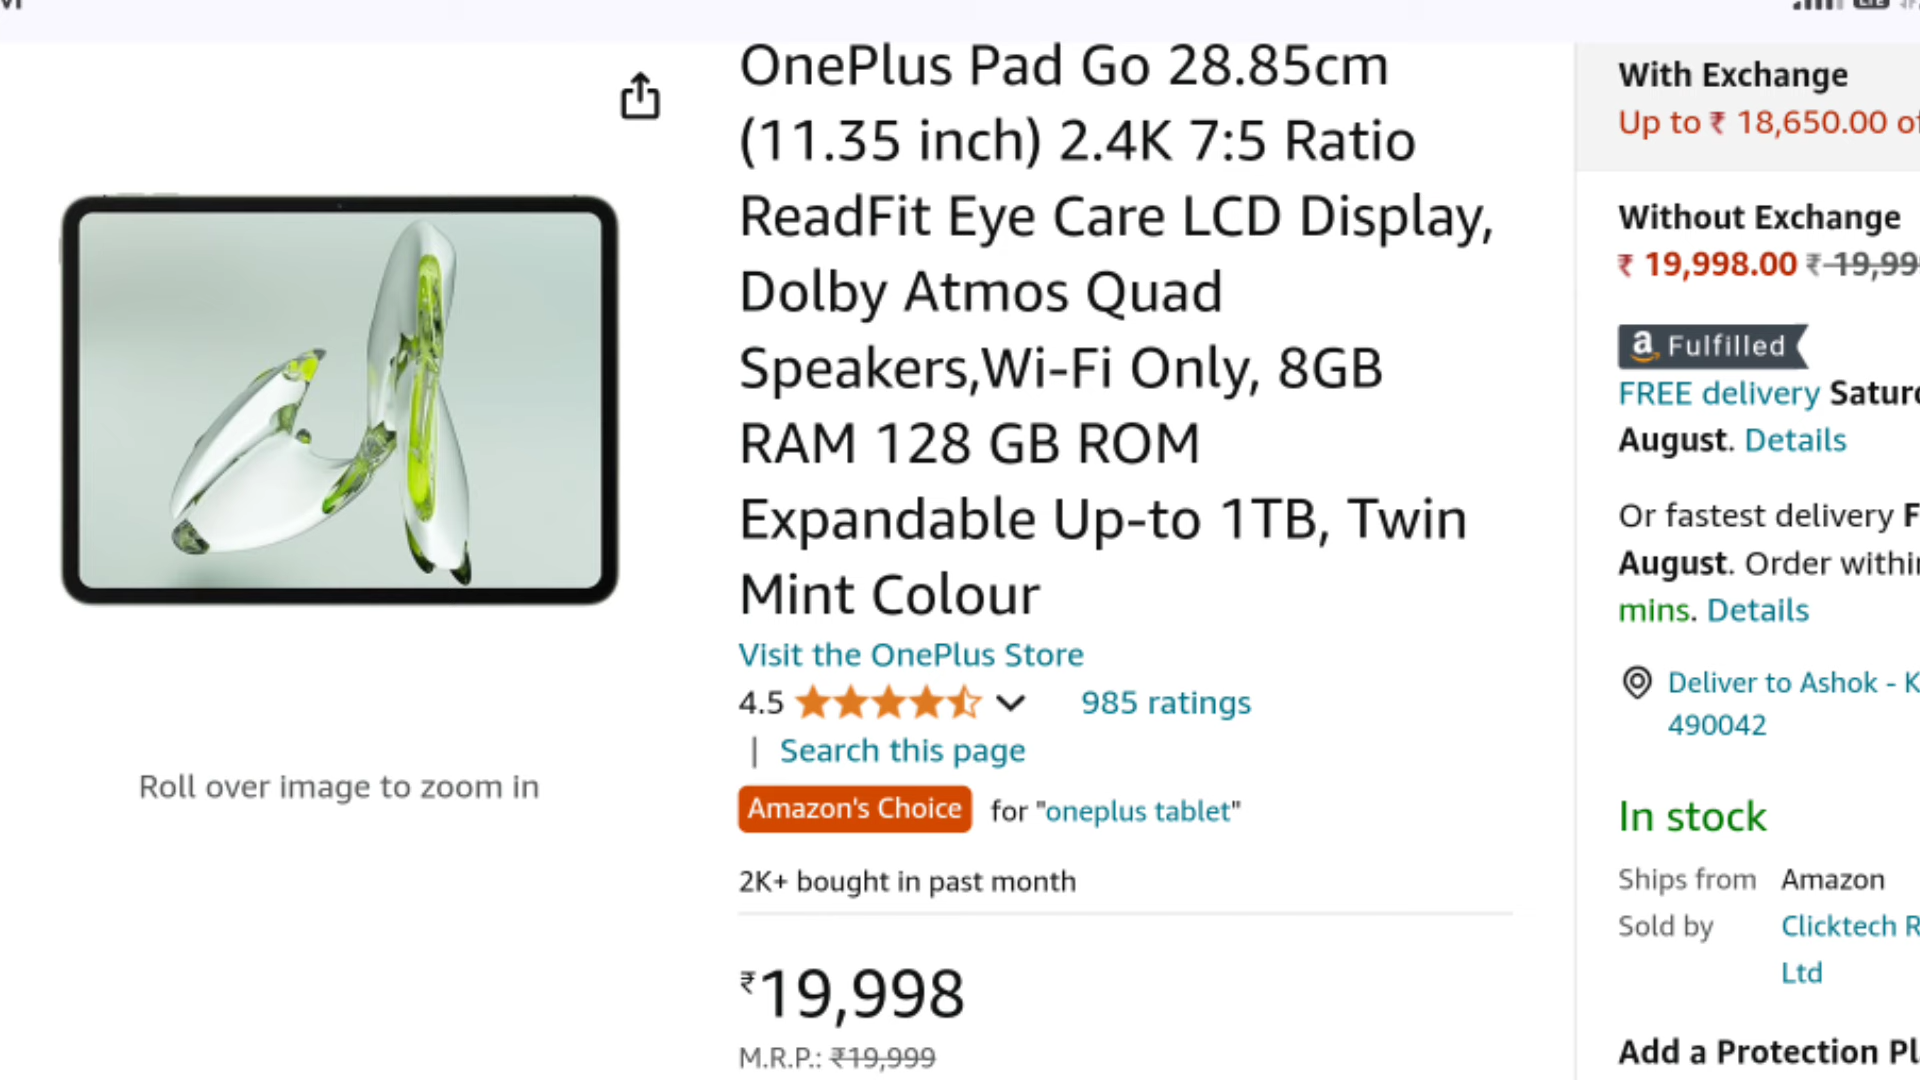 OnePlus Pad Go 28.85cm
(11.35 inch) 2.4K 7:5 Ratio
ReadFit Eye Care LCD Display,
Dolby Atmos Quad
Speakers,Wi-Fi Only, 8GB
RAM 128 GB ROM
Expandable Up-to 1TB, Twin
Mint Colour
Visit the OnePlus Store
4.5 985 ratings
| Search this page
Amazon's Choice for "oneplus tablet"
2K+ bought in past month
₹19,998
M.R.P.: ₹19,999
Roll over image to zoom in
With Exchange
Up to ₹ 18,650.00
Without Exchange
₹ 19,998.00 ₹ 19,99
a Fulfilled
FREE delivery
August. Details
Or fastest delivery
August. Order
mins. Details
Deliver to Ashok - K
490042
In stock
Ships from Amazon
Sold by Clicktech R
Ltd
Add a Protection